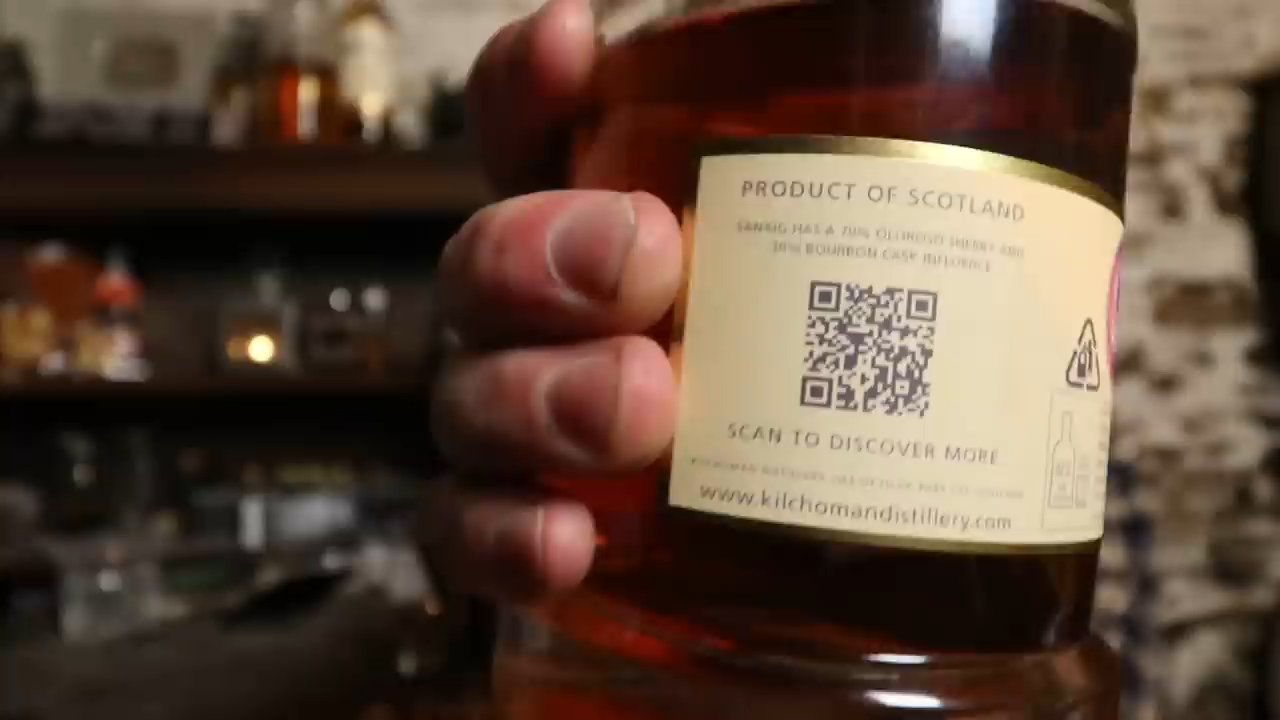 PRODUCT OF SCOTLAND
SANAIG HAS A 70% OLOROSO SHERRY AND
30% BOURBON CASK INFLUENCE
SCAN TO DISCOVER MORE
www.kilchomandistillery.com